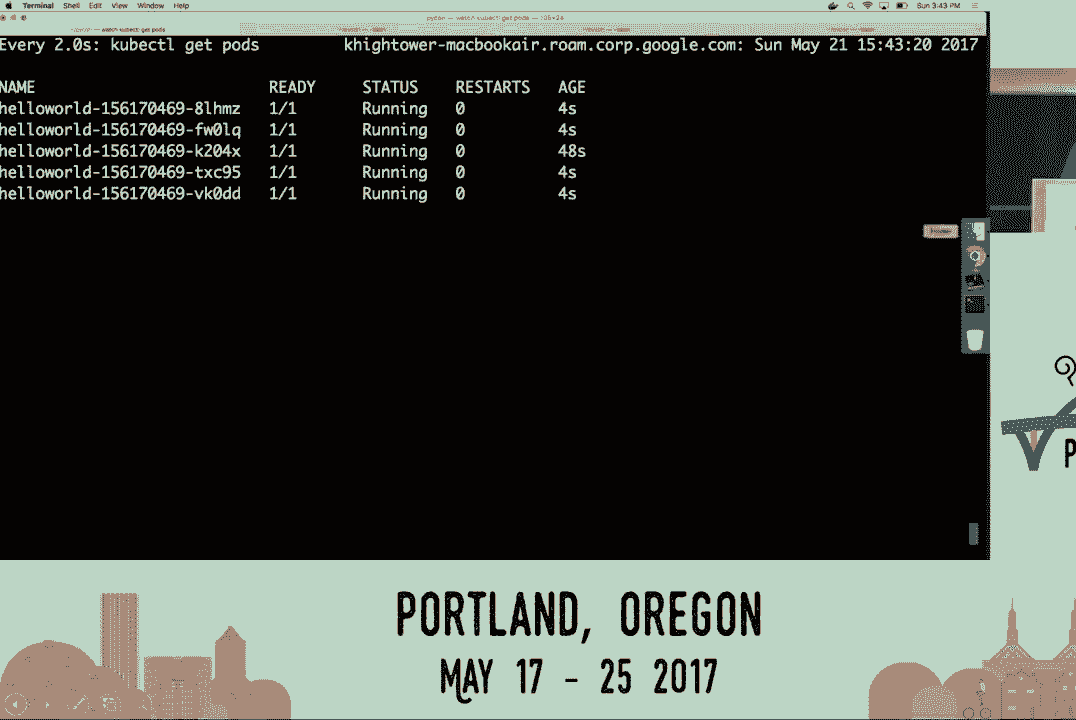 Terminal Shell Edit View Window Help Sun 3:43 PM
pycon — watch kubectl get pods — 105×26
Every 2.0s: kubectl get pods khightower-macbookair.roam.corp.google.com: Sun May 21 15:43:20 2017
NAME READY STATUS RESTARTS AGE
helloworld-156170469-8lhmz 1/1 Running 0 4s
helloworld-156170469-fw0lq 1/1 Running 0 4s
helloworld-156170469-k204x 1/1 Running 0 48s
helloworld-156170469-txc95 1/1 Running 0 4s
helloworld-156170469-vk0dd 1/1 Running 0 4s
P
PORTLAND, OREGON
MAY 17 - 25 2017